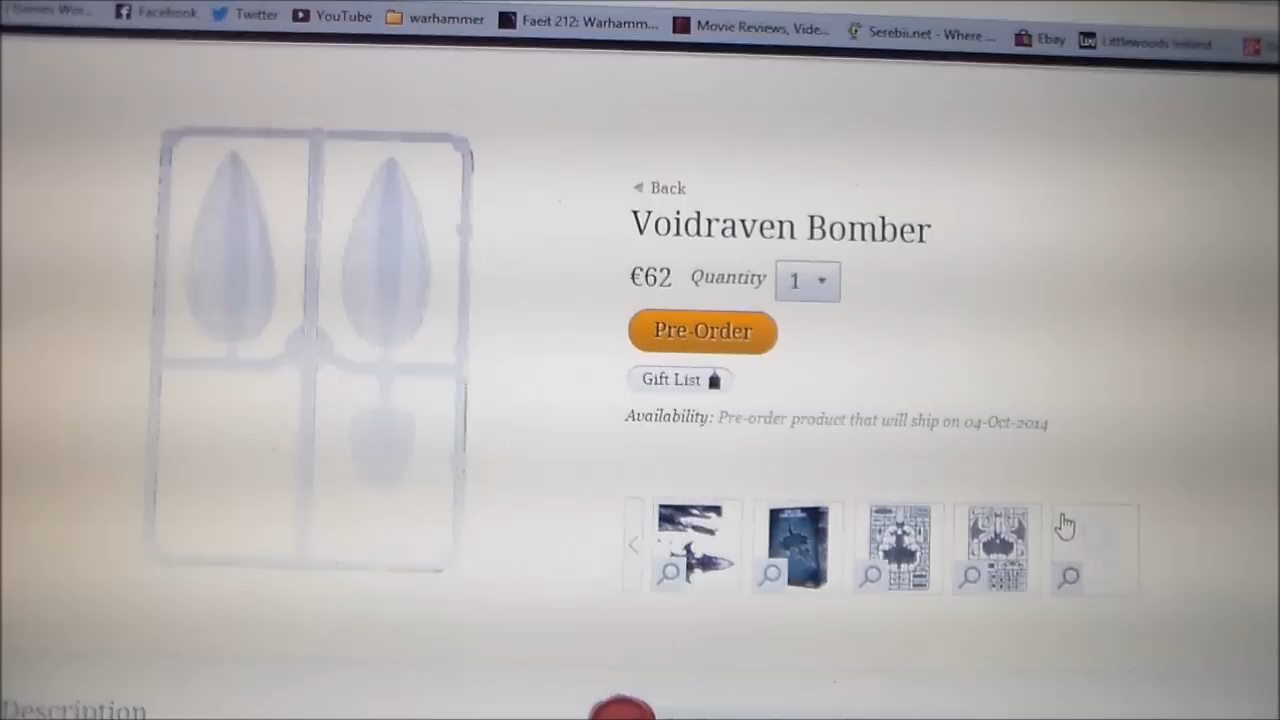 Games Wor...
Facebook
Twitter
YouTube
warhammer
Faeit 212: Warhamm...
Movie Reviews, Vide...
Serebii.net - Where ...
Ebay
Littlewoods Ireland
Back
Voidraven Bomber
€62 Quantity 1
Pre-Order
Gift List
Availability: Pre-order product that will ship on 04-Oct-2014
Description